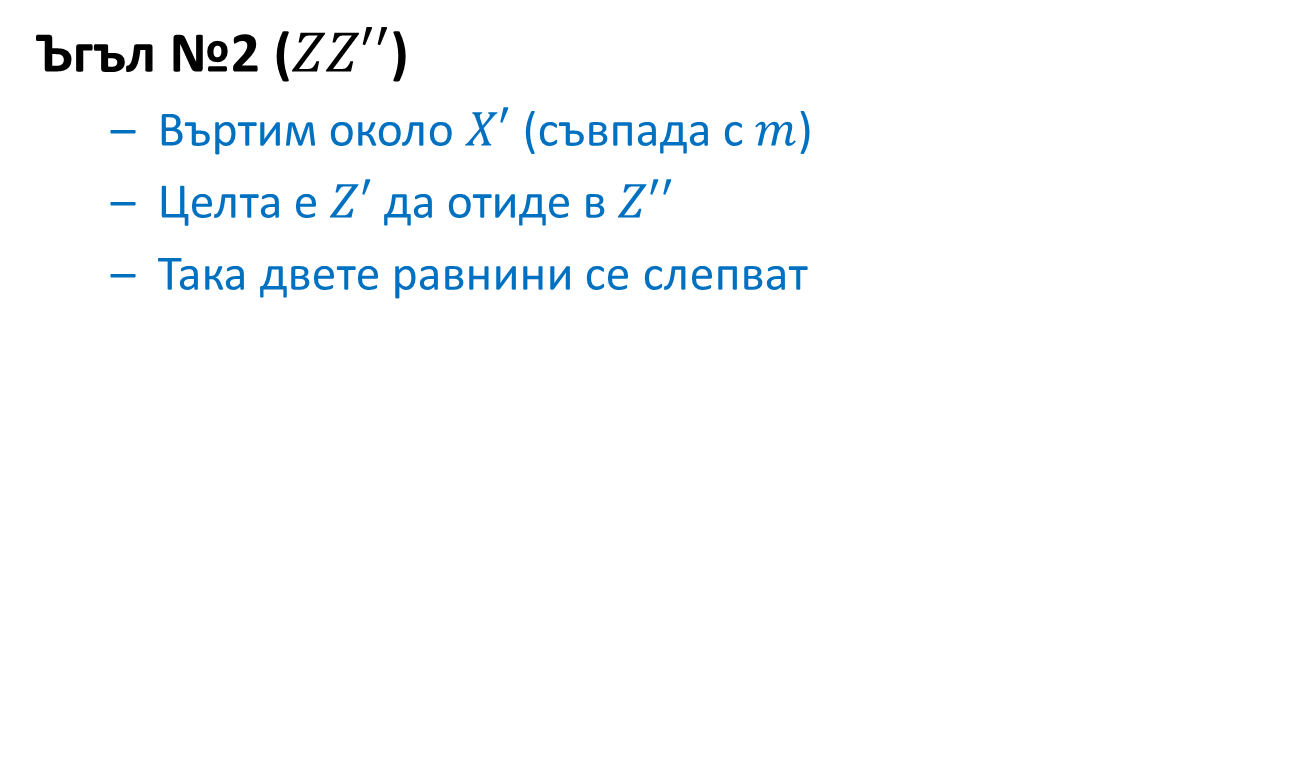 Ъгъл №2 (𝑍𝑍′′)
– Въртим около 𝑋′ (съвпада с 𝑚)
– Целта е 𝑍′ да отиде в 𝑍′′
– Така двете равнини се слепват